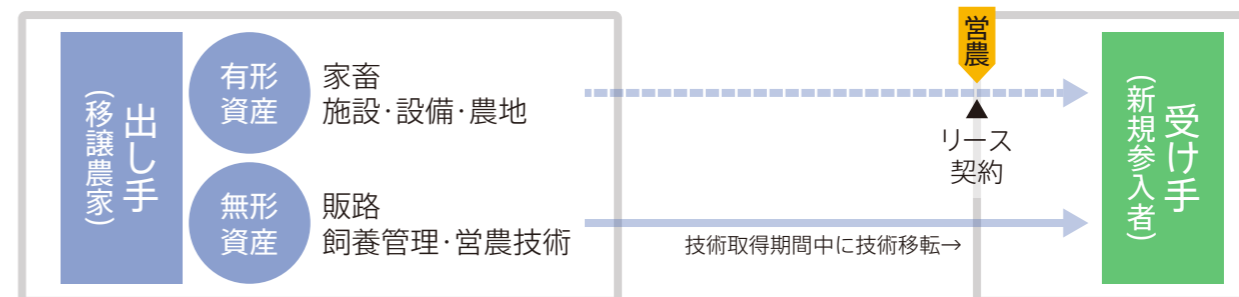 出し手
(移譲農家)
有形
資産
家畜
施設・設備・農地
無形
資産
販路
飼養管理・営農技術
営農
リース
契約
技術取得期間中に技術移転→
受け手
(新規参入者)